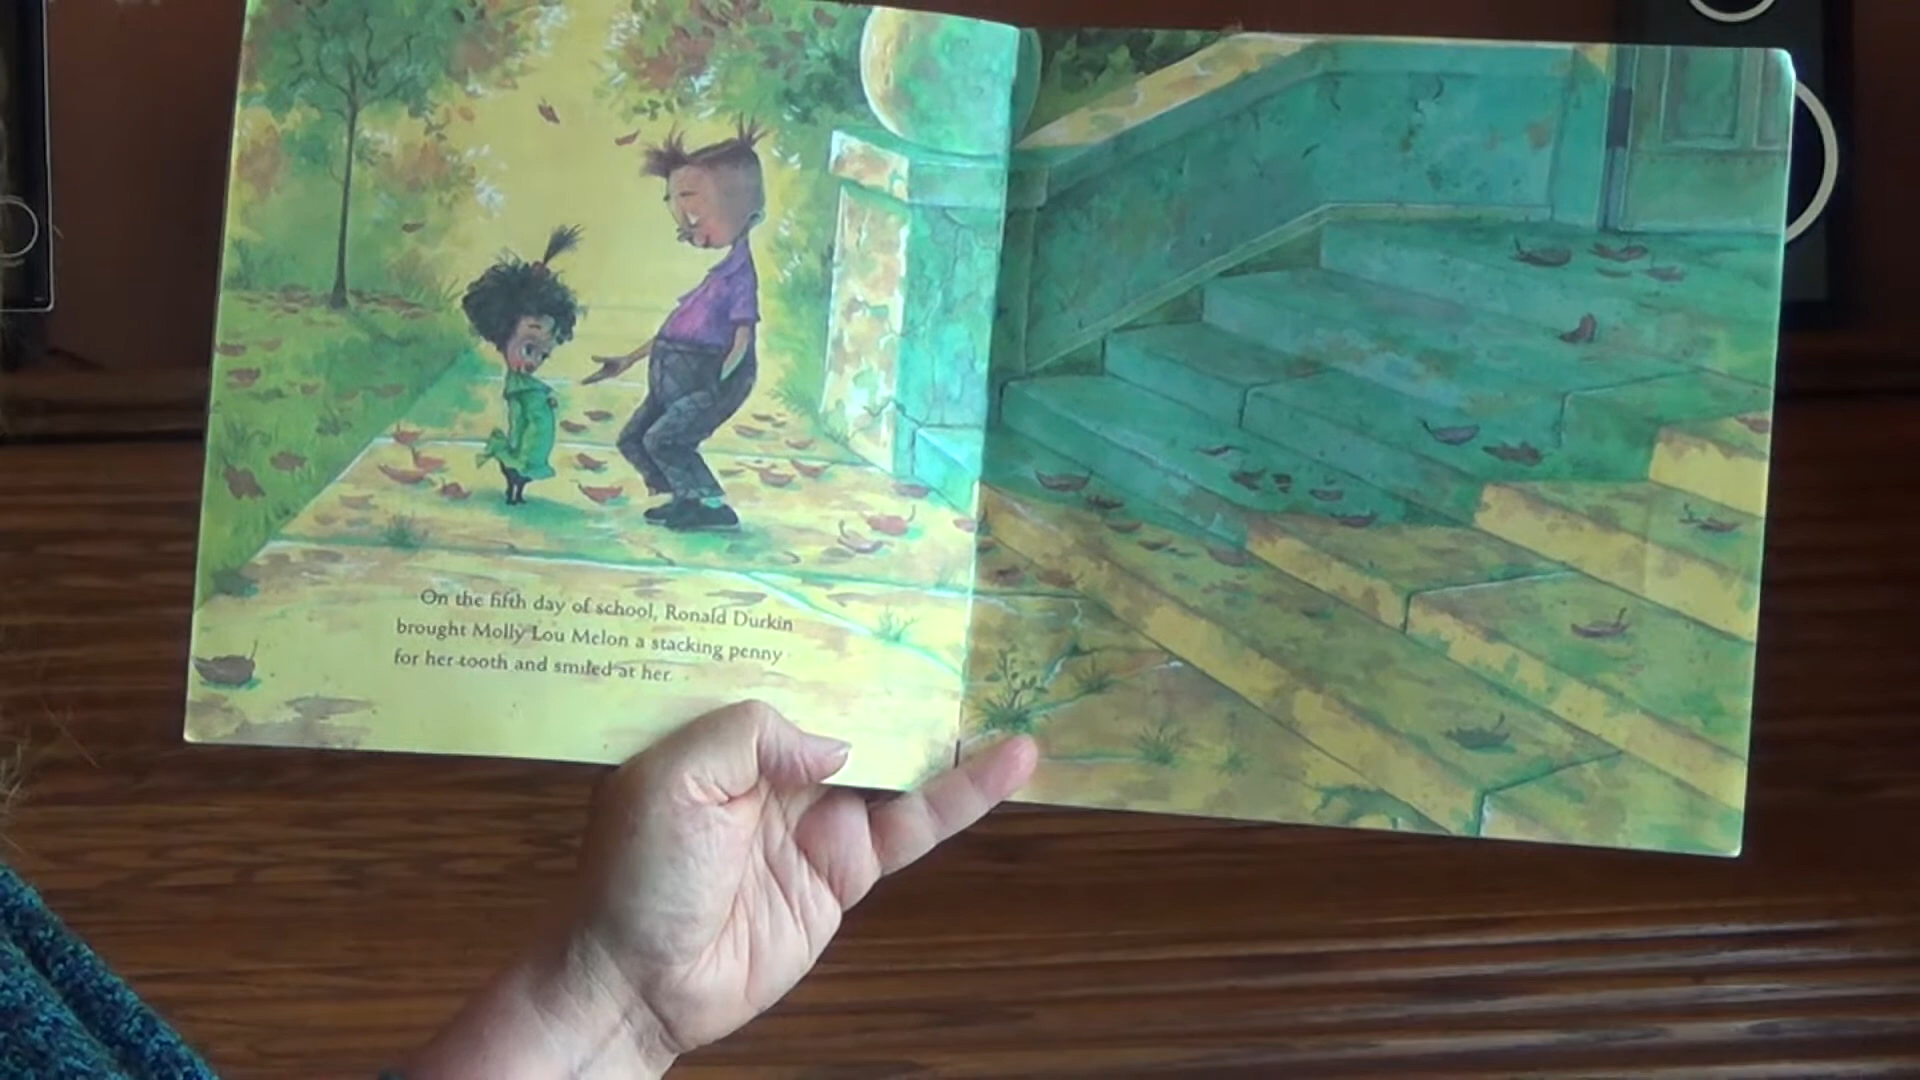 On the fifth day of school, Ronald Durkin
brought Molly Lou Melon a stacking penny
for her tooth and smiled at her.